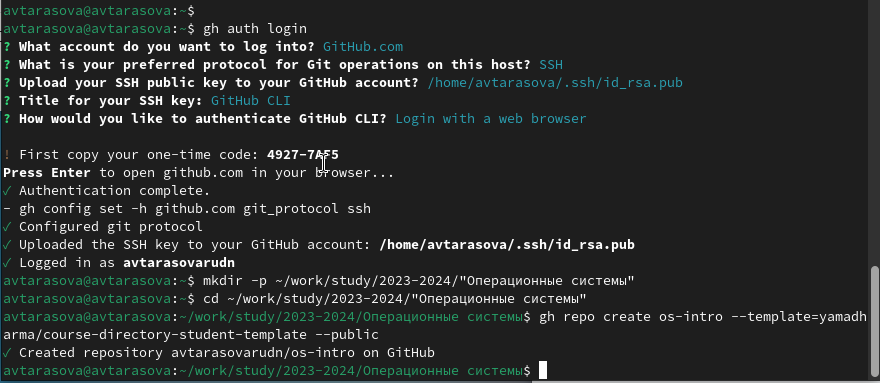 avtarasova@avtarasova:~$
avtarasova@avtarasova:~$ gh auth login
? What account do you want to log into? GitHub.com
? What is your preferred protocol for Git operations on this host? SSH
? Upload your SSH public key to your GitHub account? /home/avtarasova/.ssh/id_rsa.pub
? Title for your SSH key: GitHub CLI
? How would you like to authenticate GitHub CLI? Login with a web browser
! First copy your one-time code:
Press Enter to open github.com in your browser...
✓ Authentication complete.
- gh config set -h github.com git_protocol ssh
✓ Configured git protocol
✓ Uploaded the SSH key to your GitHub account: /home/avtarasova/.ssh/id_rsa.pub
✓ Logged in as avtarasovarudn
avtarasova@avtarasova:~$ mkdir -p ~/work/study/2023-2024/"Операционные системы"
avtarasova@avtarasova:~$ cd ~/work/study/2023-2024/"Операционные системы"
avtarasova@avtarasova:~/work/study/2023-2024/Операционные системы$ gh repo create os-intro --template=yamadh
arma/course-directory-student-template --public
✓ Created repository avtarasovarudn/os-intro on GitHub
avtarasova@avtarasova:~/work/study/2023-2024/Операционные системы$